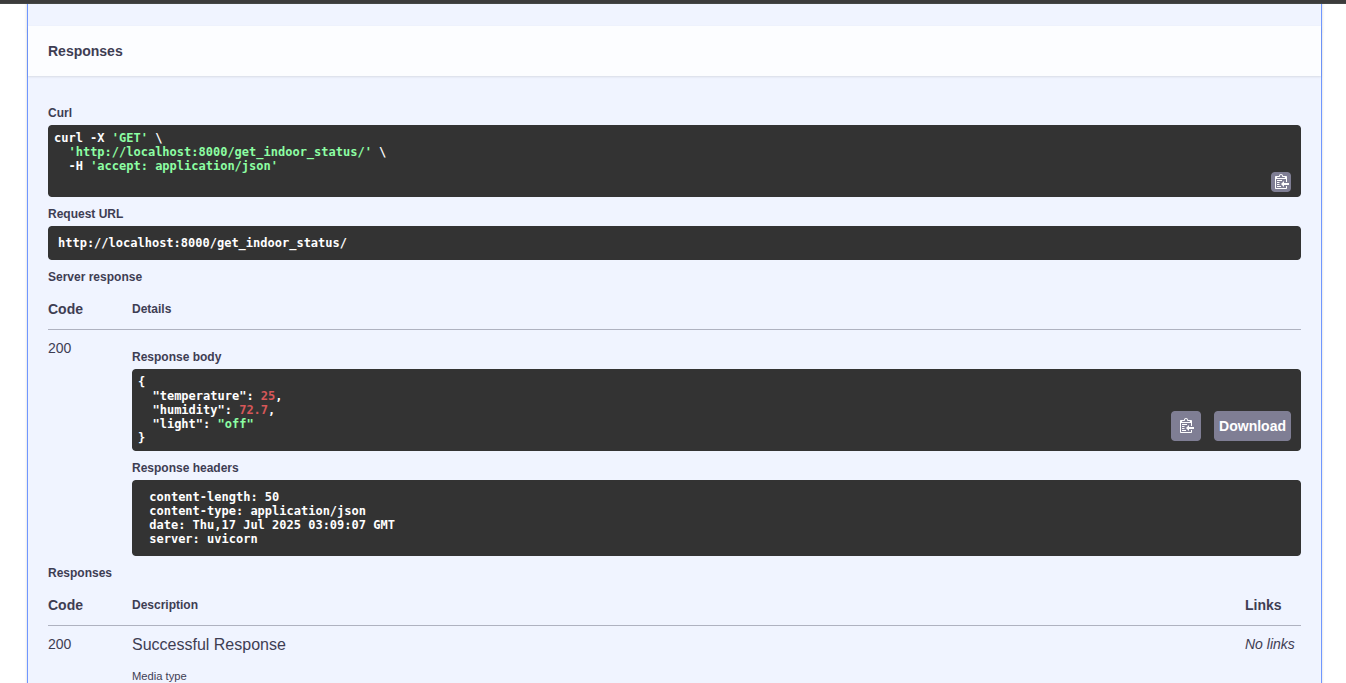 Responses
Curl
curl -X 'GET' \
  'http://localhost:8000/get_indoor_status/' \
  -H 'accept: application/json'
Request URL
http://localhost:8000/get_indoor_status/
Server response
Code Details
200
Response body
{
  "temperature": 25,
  "humidity": 72.7,
  "light": "off"
}
Download
Response headers
content-length: 50
content-type: application/json
date: Thu,17 Jul 2025 03:09:07 GMT
server: uvicorn
Responses
Code Description Links
200 Successful Response No links
Media type